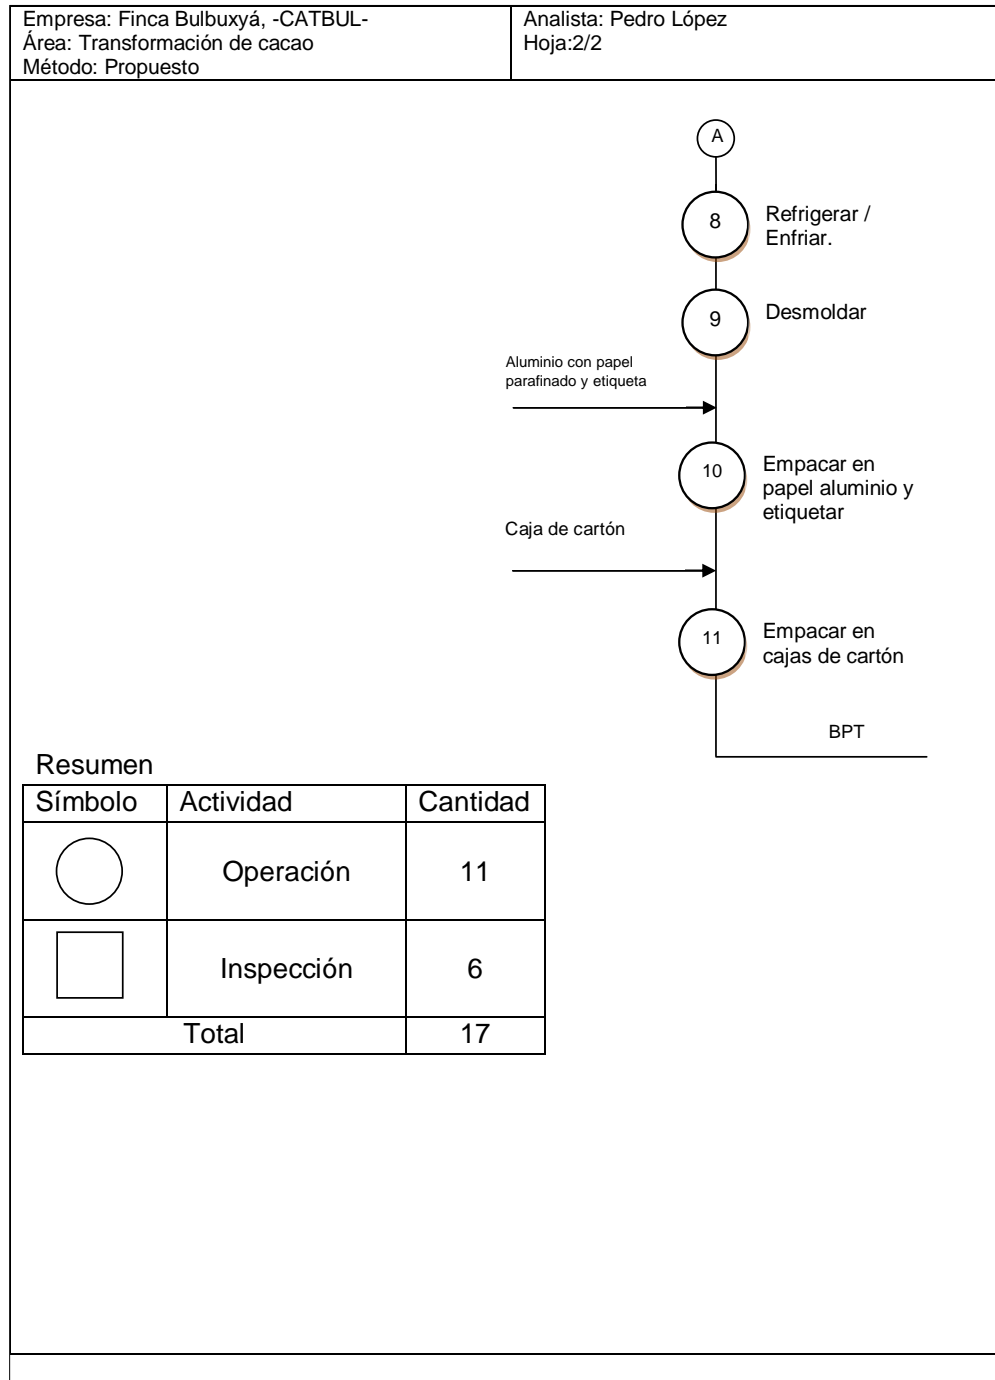 Empresa: Finca Bulbuxyá, -CATBUL-
Área: Transformación de cacao
Método: Propuesto
Analista: Pedro López
Hoja:2/2
A
8
Refrigerar /
Enfriar.
9
Desmoldar
Aluminio con papel
parafinado y etiqueta
10
Empacar en
papel aluminio y
etiquetar
Caja de cartón
11
Empacar en
cajas de cartón
BPT
Resumen
Símbolo Actividad Cantidad
Operación 11
Inspección 6
Total 17